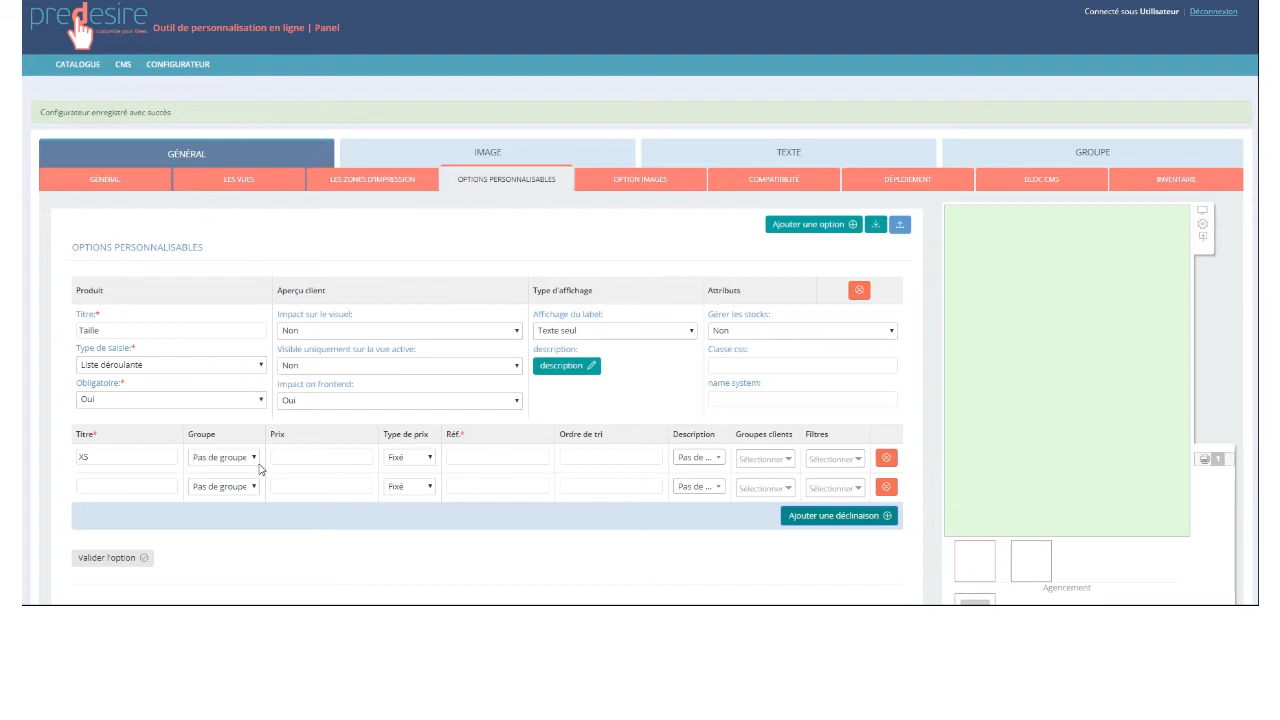 predesire
customize your ideas
Outil de personnalisation en ligne | Panel
Connecté sous Utilisateur | Déconnexion
CATALOGUE CMS CONFIGURATEUR
Configurateur enregistré avec succès
GÉNÉRAL IMAGE TEXTE GROUPE
GÉNÉRAL LES VUES LES ZONES D'IMPRESSION OPTIONS PERSONNALISABLES OPTION IMAGES COMPATIBILITÉ DÉPLOIEMENT BLOC CMS INVENTAIRE
Ajouter une option
OPTIONS PERSONNALISABLES
Produit Aperçu client Type d'affichage Attributs
Titre:* Impact sur le visuel: Affichage du label: Gérer les stocks:
Taille Non Texte seul Non
Type de saisie:* Visible uniquement sur la vue active: description: Classe css:
Liste déroulante Non description
Obligatoire:* Impact on frontend: name system:
Oui Oui
Titre* Groupe Prix Type de prix Réf.* Ordre de tri Description Groupes clients Filtres
XS Pas de groupe Fixé Pas de ... Sélectionner Sélectionner
Pas de groupe Fixé Pas de ... Sélectionner Sélectionner
1
Ajouter une déclinaison
Valider l'option
Agencement